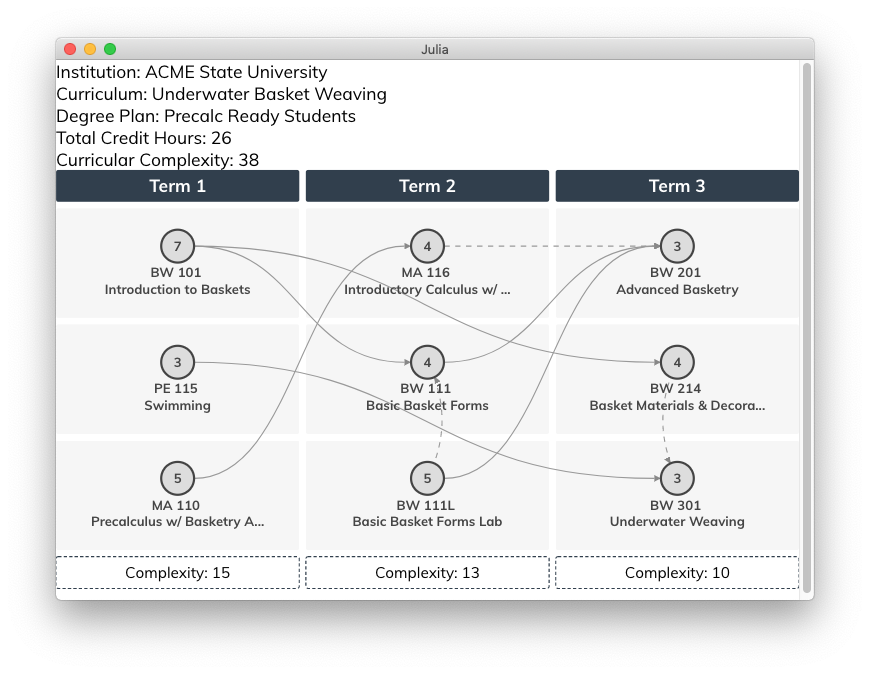 Julia
Institution: ACME State University
Curriculum: Underwater Basket Weaving
Degree Plan: Precalc Ready Students
Total Credit Hours: 26
Curricular Complexity: 38
Term 1
Term 2
Term 3
7
4
3
BW 101
MA 116
BW 201
Introduction to Baskets
Introductory Calculus w/ ...
Advanced Basketry
3
4
4
PE 115
BW 111
BW 214
Swimming
Basic Basket Forms
Basket Materials & Decora...
5
5
3
MA 110
BW 111L
BW 301
Precalculus w/ Basketry A...
Basic Basket Forms Lab
Underwater Weaving
Complexity: 15
Complexity: 13
Complexity: 10